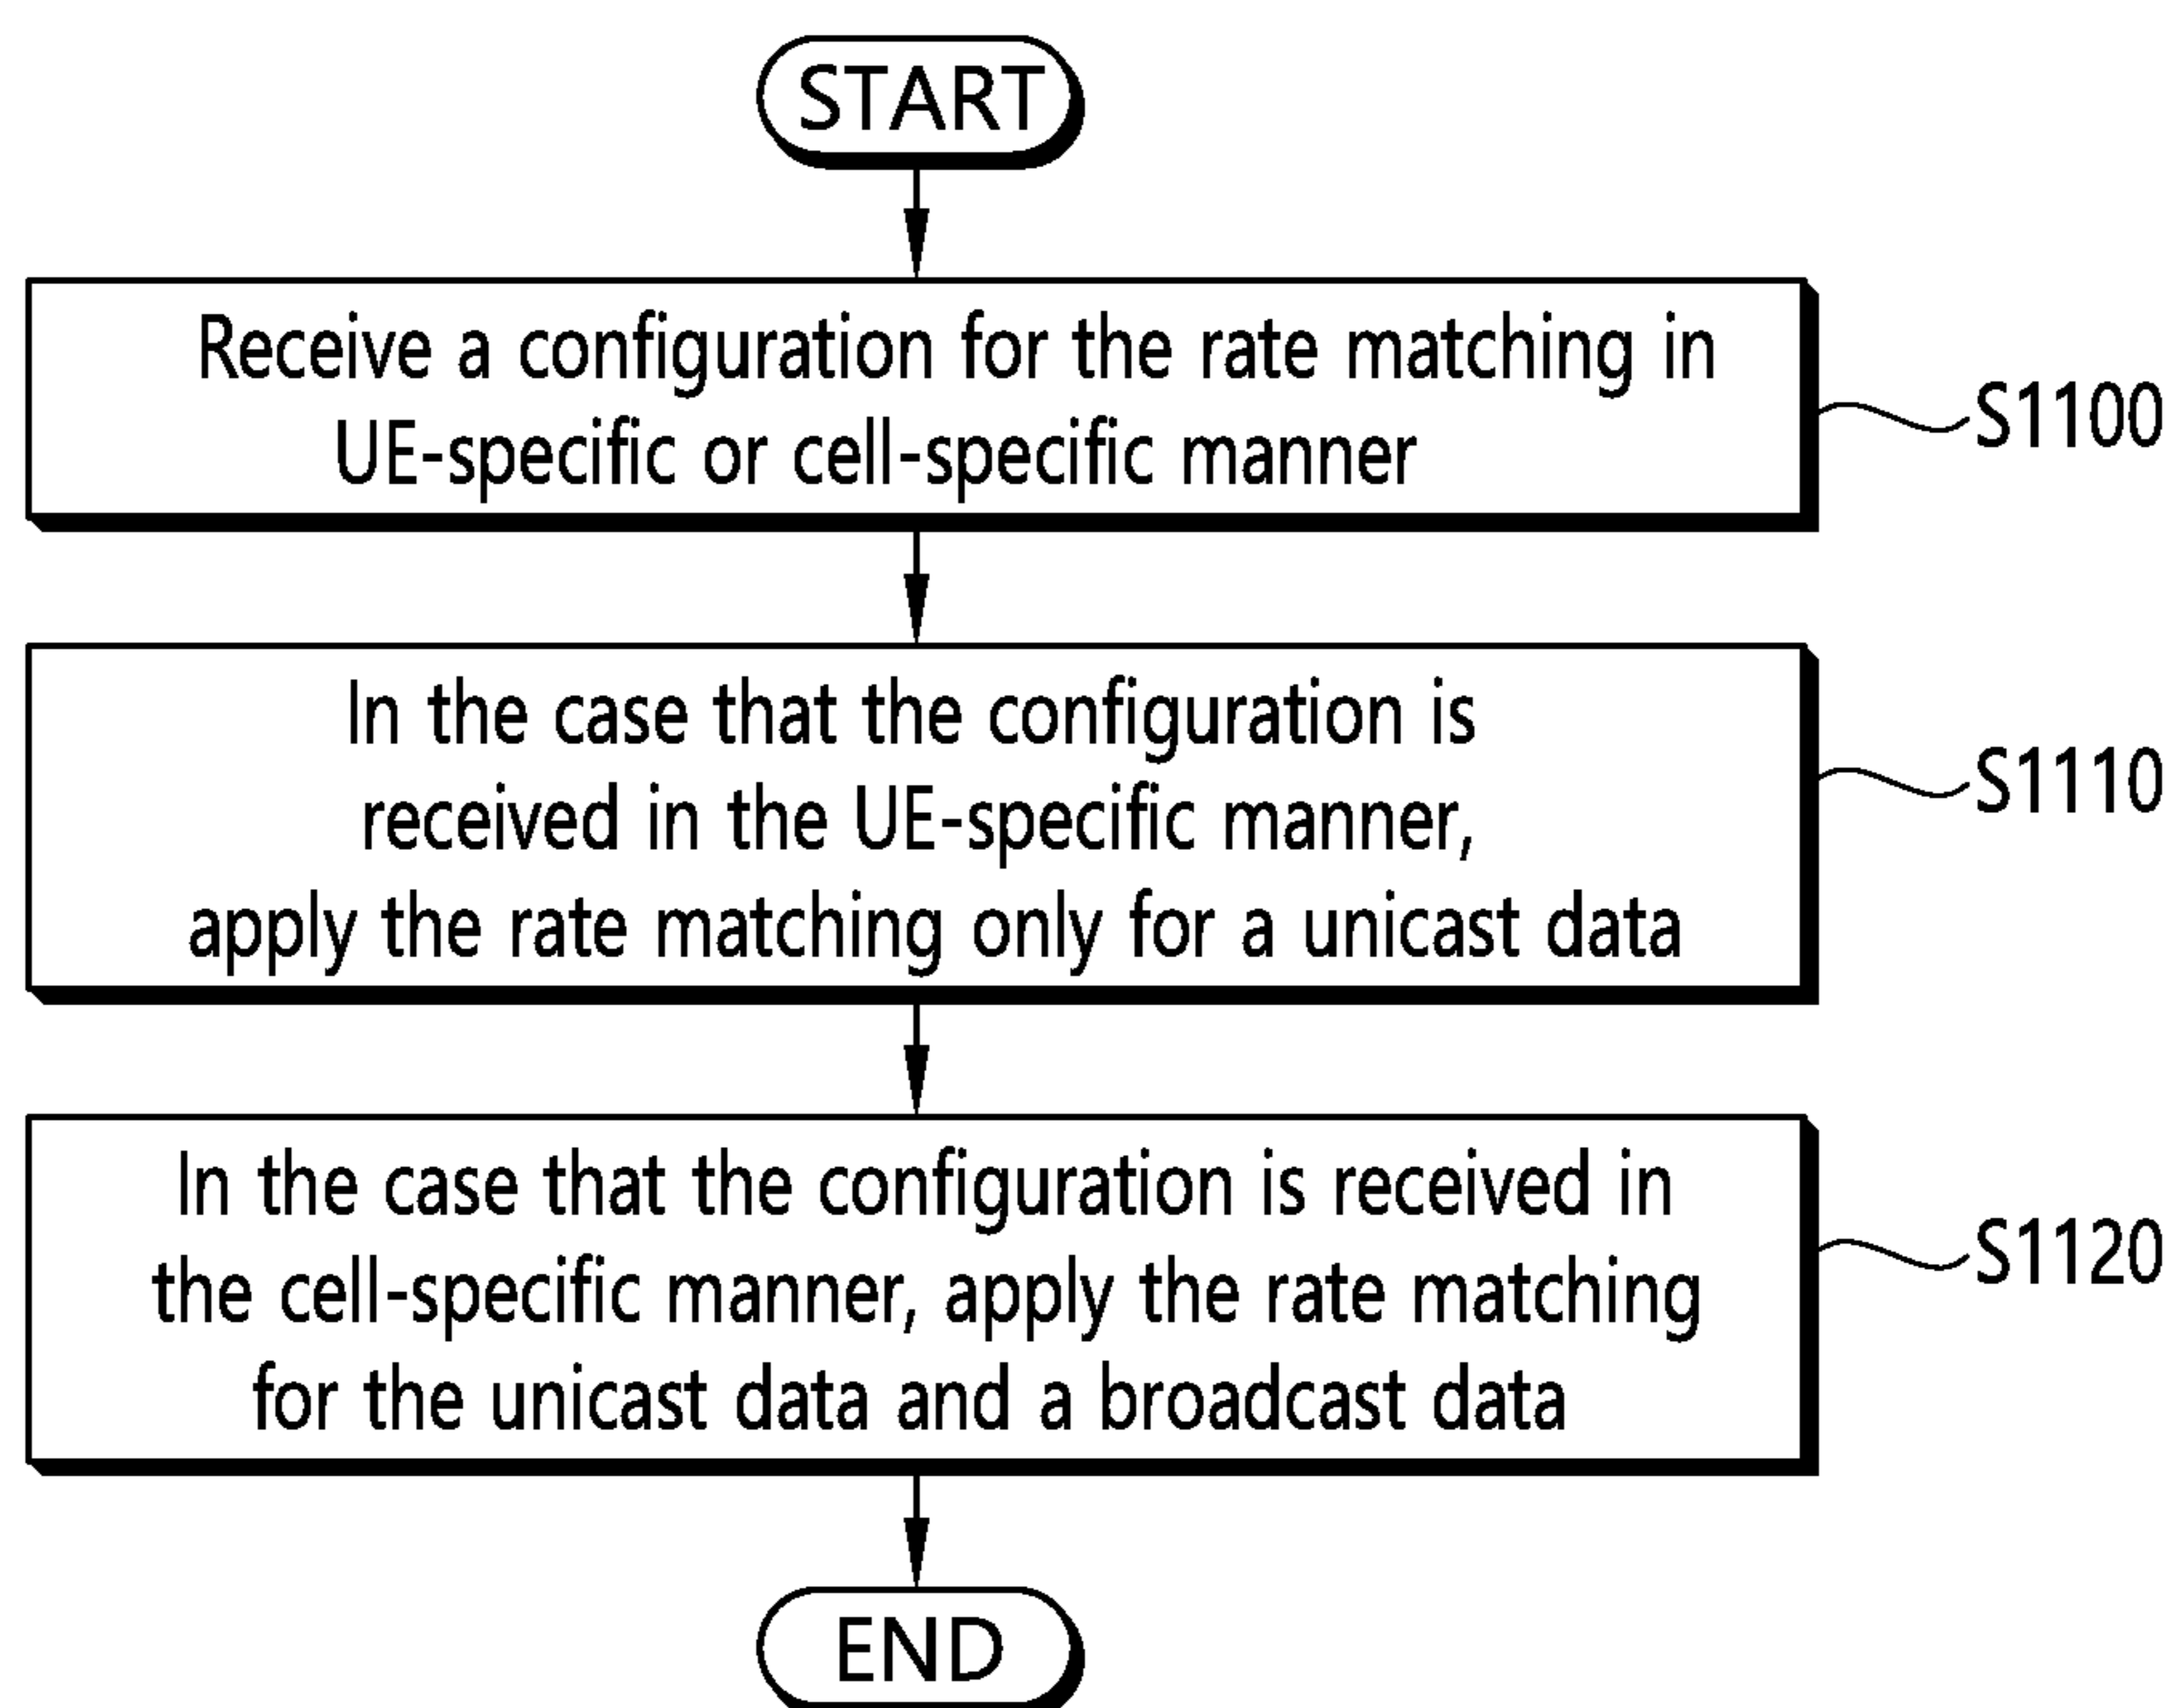 START
Receive a configuration for the rate matching in
UE-specific or cell-specific manner
S1100
In the case that the configuration is
received in the UE-specific manner,
apply the rate matching only for a unicast data
S1110
In the case that the configuration is received in
the cell-specific manner, apply the rate matching
for the unicast data and a broadcast data
S1120
END